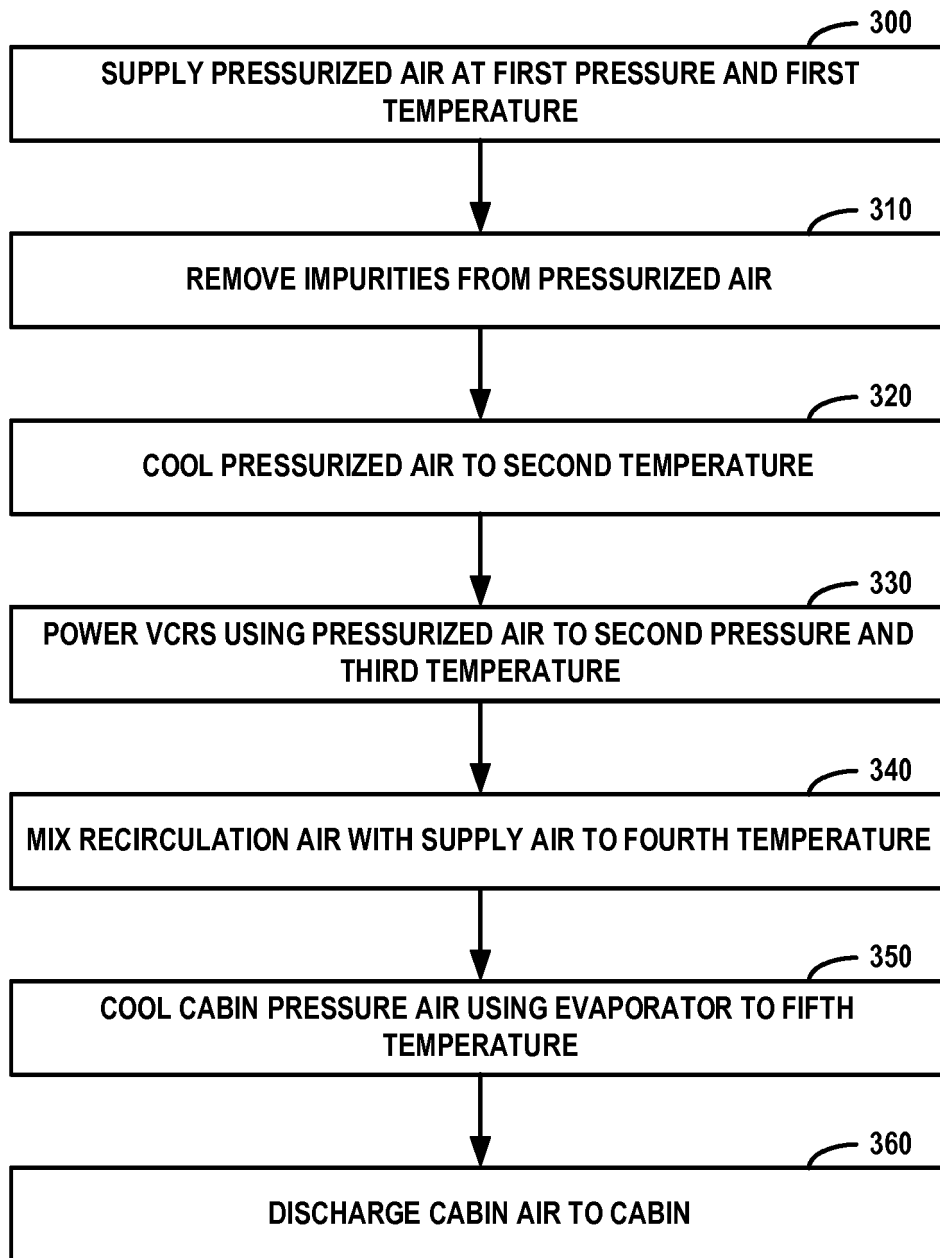 300
SUPPLY PRESSURIZED AIR AT FIRST PRESSURE AND FIRST
TEMPERATURE
310
REMOVE IMPURITIES FROM PRESSURIZED AIR
320
COOL PRESSURIZED AIR TO SECOND TEMPERATURE
330
POWER VCRS USING PRESSURIZED AIR TO SECOND PRESSURE AND
THIRD TEMPERATURE
340
MIX RECIRCULATION AIR WITH SUPPLY AIR TO FOURTH TEMPERATURE
350
COOL CABIN PRESSURE AIR USING EVAPORATOR TO FIFTH
TEMPERATURE
360
DISCHARGE CABIN AIR TO CABIN